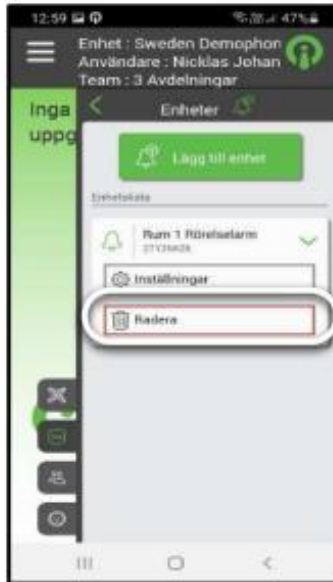 12:59
47%
Enhet : Sweden Demophon
Användare : Nicklas Johan
Team : 3 Avdelningar
Inga
uppg
Enheter
Lägg till enhet
Enhetslista
Rum 1 Rörelselarm
Inställningar
Radera